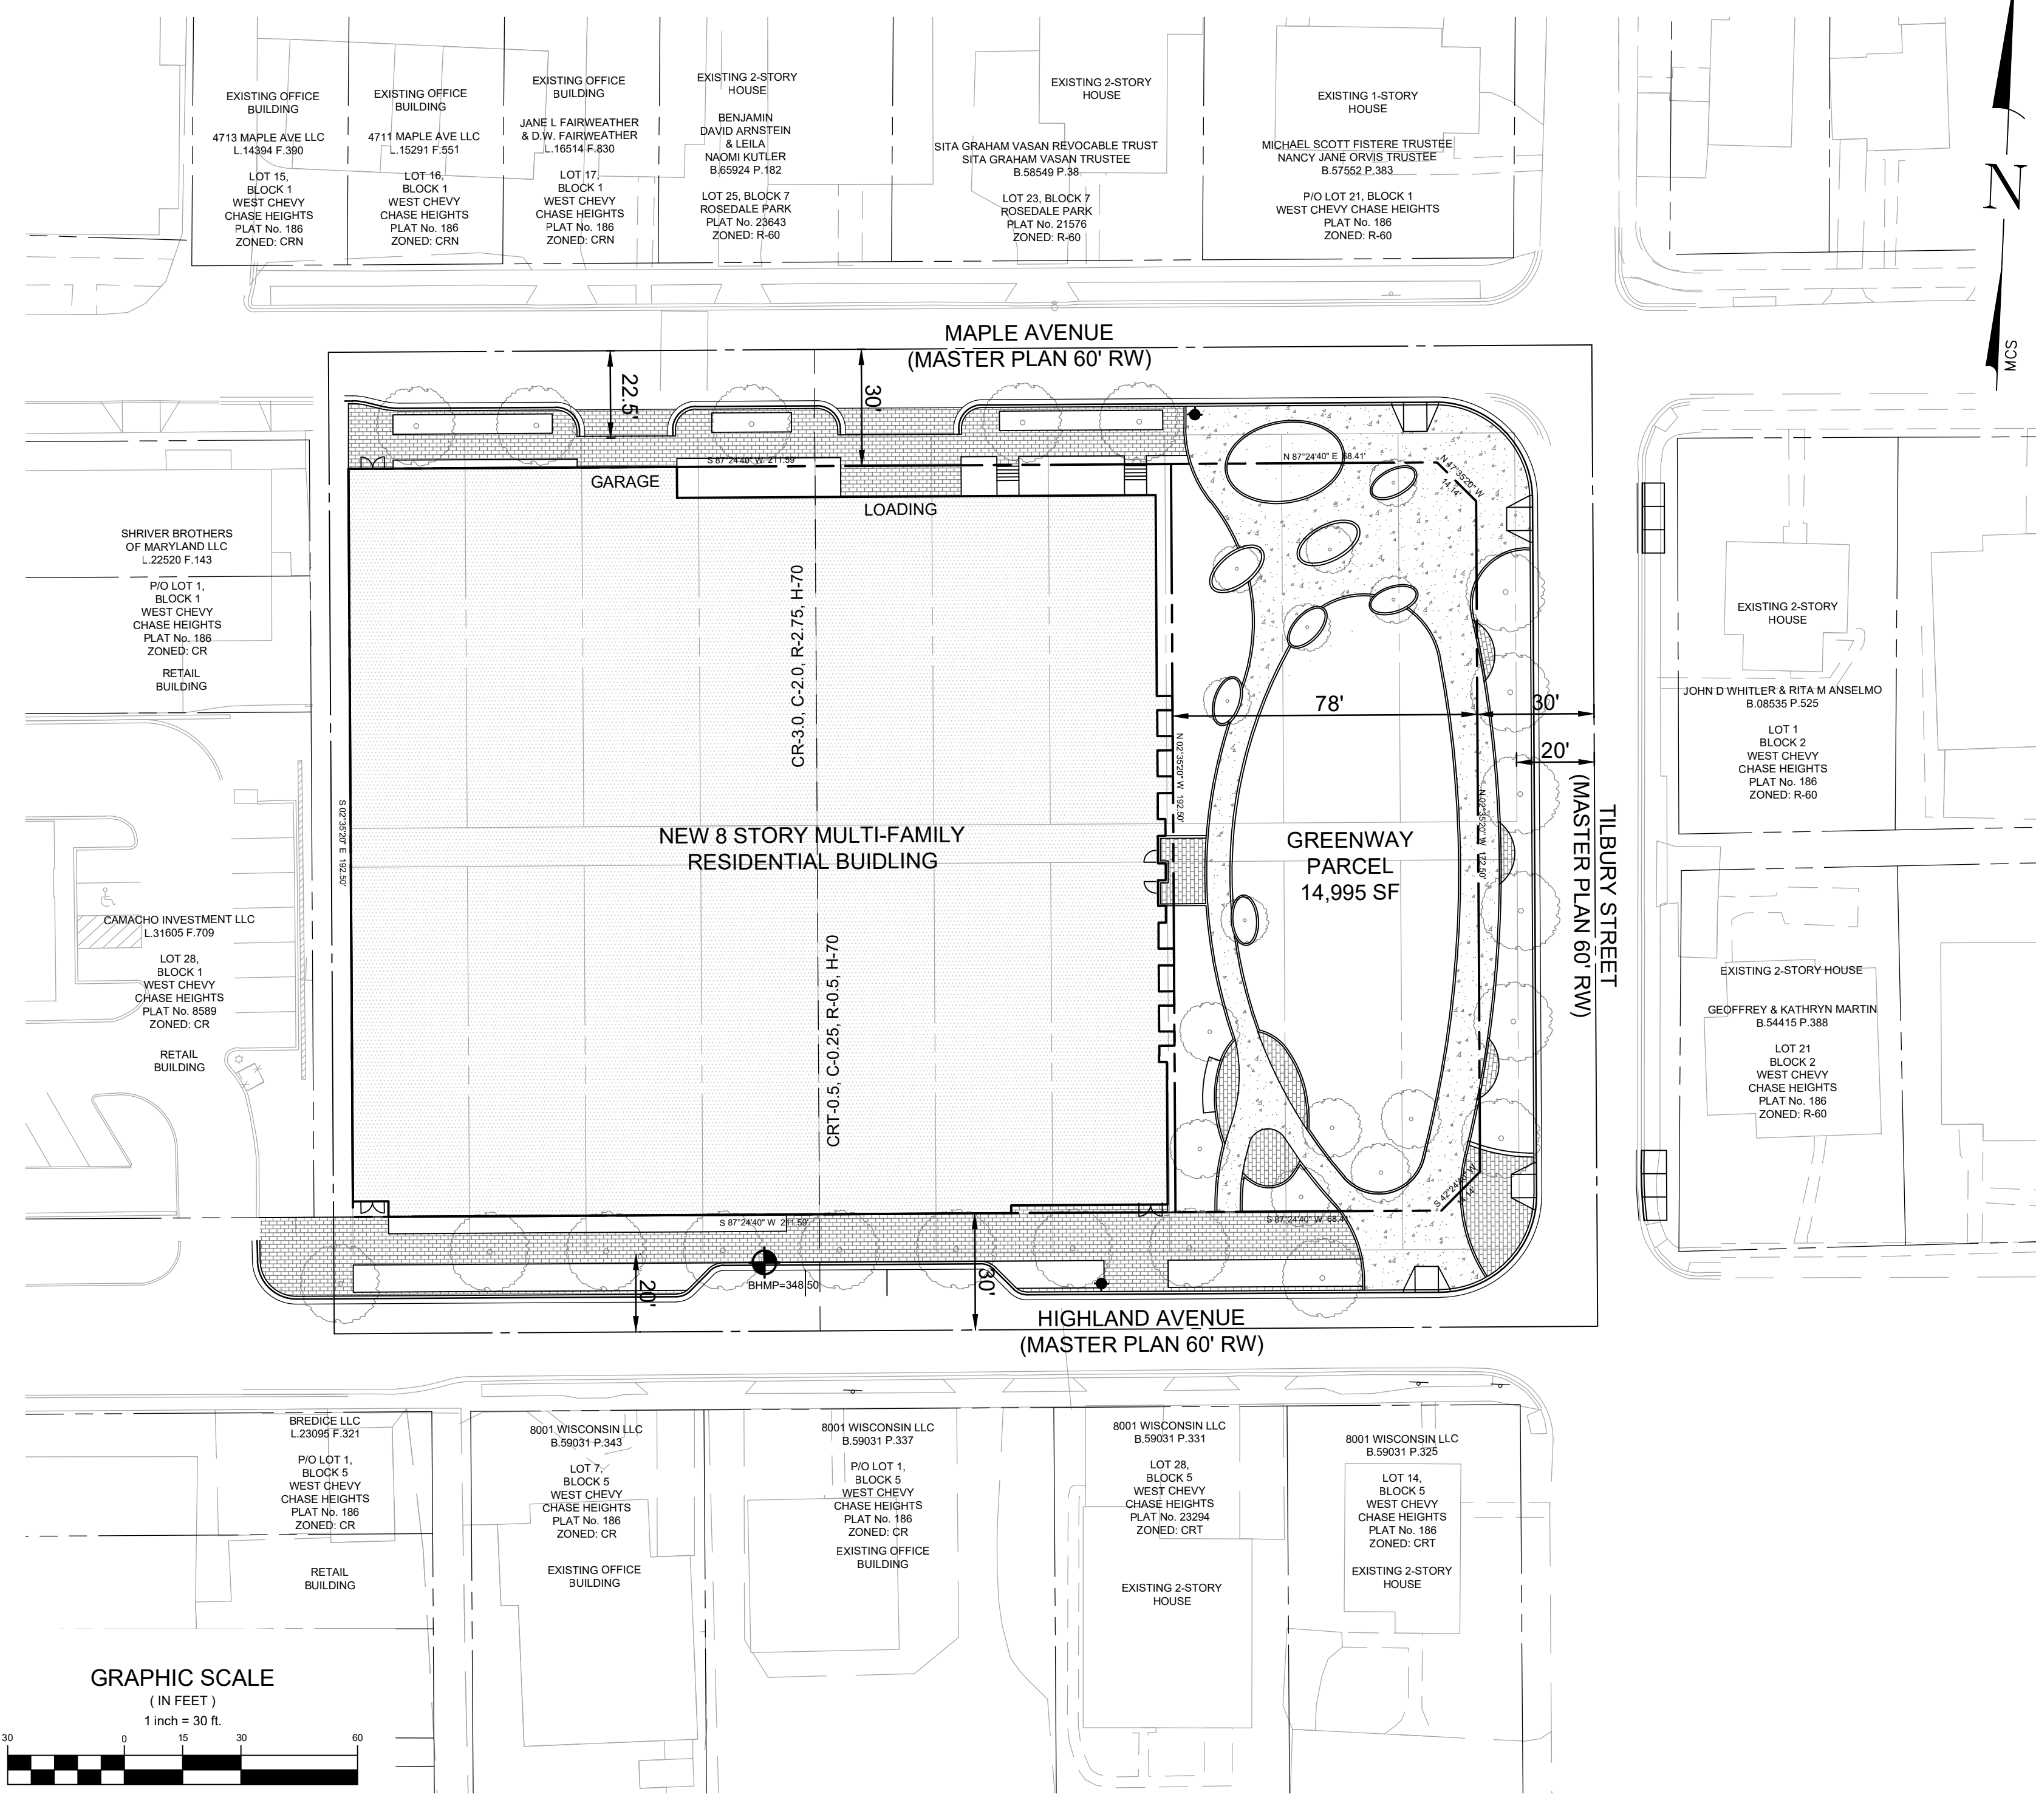 EXISTING OFFICE
BUILDING
4713 MAPLE AVE LLC
L.14394 F.390
LOT 15,
BLOCK 1
WEST CHEVY
CHASE HEIGHTS
PLAT No. 186
ZONED: CRN
EXISTING OFFICE
BUILDING
4711 MAPLE AVE LLC
L.15291 F.551
LOT 16,
BLOCK 1
WEST CHEVY
CHASE HEIGHTS
PLAT No. 186
ZONED: CRN
EXISTING OFFICE
BUILDING
JANE L FAIRWEATHER
& D.W. FAIRWEATHER
L.16514 F.830
LOT 17,
BLOCK 1
WEST CHEVY
CHASE HEIGHTS
PLAT No. 186
ZONED: CRN
EXISTING 2-STORY
HOUSE
BENJAMIN
DAVID ARNSTEIN
& LEILA
NAOMI KUTLER
B.65924 P.182
LOT 25, BLOCK 7
ROSEDALE PARK
PLAT No. 23643
ZONED: R-60
EXISTING 2-STORY
HOUSE
SITA GRAHAM VASAN REVOCABLE TRUST
SITA GRAHAM VASAN TRUSTEE
B.58549 P.38
LOT 23, BLOCK 7
ROSEDALE PARK
PLAT No. 21576
ZONED: R-60
EXISTING 1-STORY
HOUSE
MICHAEL SCOTT FISTERE TRUSTEE
NANCY JANE ORVIS TRUSTEE
B.57552 P.383
P/O LOT 21, BLOCK 1
WEST CHEVY CHASE HEIGHTS
PLAT No. 186
ZONED: R-60
N
MCS
MAPLE AVENUE
(MASTER PLAN 60' RW)
22.5'
30'
S 87°24'40" W 211.59'
N 87°24'40" E 68.41'
N 47°35'20" W
14.14'
GARAGE
LOADING
SHRIVER BROTHERS
OF MARYLAND LLC
L.22520 F.143
P/O LOT 1,
BLOCK 1
WEST CHEVY
CHASE HEIGHTS
PLAT No. 186
ZONED: CR
RETAIL
BUILDING
CR-3.0, C-2.0, R-2.75, H-70
CRT-0.5, C-0.25, R-0.5, H-70
S 02°35'20" E 192.50'
N 02°35'20" W 192.50'
N 02°35'20" W 172.50'
78'
30'
20'
NEW 8 STORY MULTI-FAMILY
RESIDENTIAL BUIDLING
GREENWAY
PARCEL
14,995 SF
TILBURY STREET
(MASTER PLAN 60' RW)
EXISTING 2-STORY
HOUSE
JOHN D WHITLER & RITA M ANSELMO
B.08535 P.525
LOT 1
BLOCK 2
WEST CHEVY
CHASE HEIGHTS
PLAT No. 186
ZONED: R-60
CAMACHO INVESTMENT LLC
L.31605 F.709
LOT 28,
BLOCK 1
WEST CHEVY
CHASE HEIGHTS
PLAT No. 8589
ZONED: CR
RETAIL
BUILDING
EXISTING 2-STORY HOUSE
GEOFFREY & KATHRYN MARTIN
B.54415 P.388
LOT 21
BLOCK 2
WEST CHEVY
CHASE HEIGHTS
PLAT No. 186
ZONED: R-60
S 42°24'40" W
14.14'
S 87°24'40" W 211.59'
S 87°24'40" W 68.41'
20'
BHMP=348.50
30'
HIGHLAND AVENUE
(MASTER PLAN 60' RW)
BREDICE LLC
L.23095 F.321
P/O LOT 1,
BLOCK 5
WEST CHEVY
CHASE HEIGHTS
PLAT No. 186
ZONED: CR
RETAIL
BUILDING
8001 WISCONSIN LLC
B.59031 P.343
LOT 7,
BLOCK 5
WEST CHEVY
CHASE HEIGHTS
PLAT No. 186
ZONED: CR
EXISTING OFFICE
BUILDING
8001 WISCONSIN LLC
B.59031 P.337
P/O LOT 1,
BLOCK 5
WEST CHEVY
CHASE HEIGHTS
PLAT No. 186
ZONED: CR
EXISTING OFFICE
BUILDING
8001 WISCONSIN LLC
B.59031 P.331
LOT 28,
BLOCK 5
WEST CHEVY
CHASE HEIGHTS
PLAT No. 23294
ZONED: CRT
EXISTING 2-STORY
HOUSE
8001 WISCONSIN LLC
B.59031 P.325
LOT 14,
BLOCK 5
WEST CHEVY
CHASE HEIGHTS
PLAT No. 186
ZONED: CRT
EXISTING 2-STORY
HOUSE
GRAPHIC SCALE
( IN FEET )
1 inch = 30 ft.
30 0 15 30 60